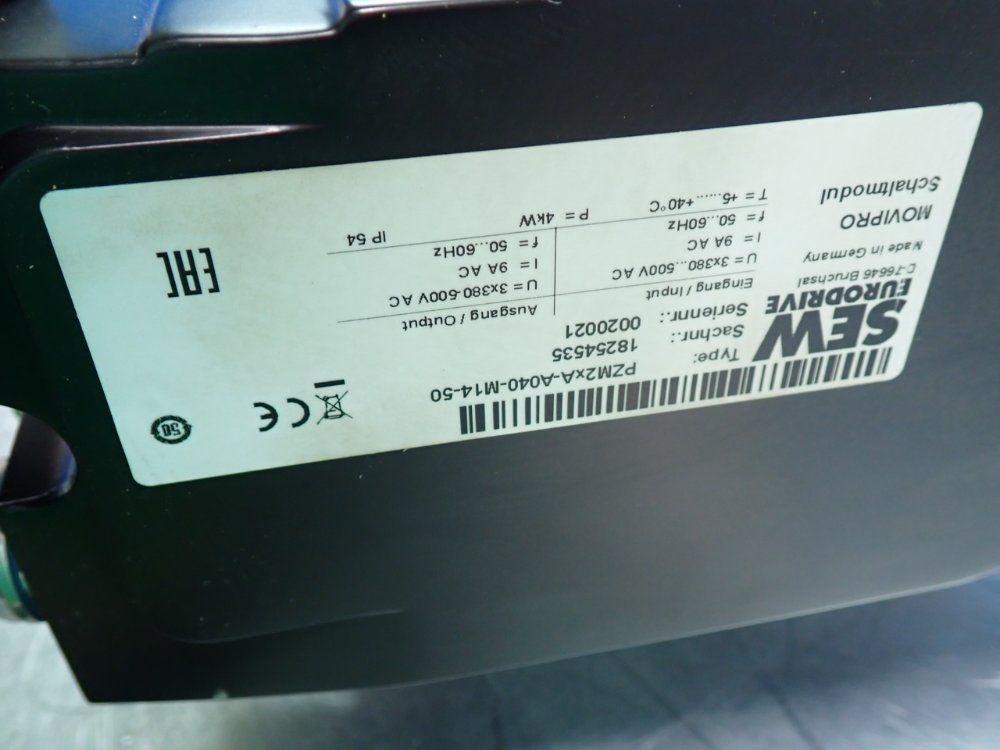 SEW
EURODRIVE
C-76646 Bruchsal
Made in Germany
MOVIPRO
Schaltmodul
Type: PZM2xA-A040-M14-50
Sachnr.: 18254535
Seriennr.: 0020021
Eingang / Input
U = 3x380...500V AC
I = 9A AC
f = 50...60Hz
T = +5......+40°C
Ausgang / Output
U = 3x380-500V AC
I = 9A AC
f = 50...60Hz
P = 4kW
IP 54
CE
50
EAC